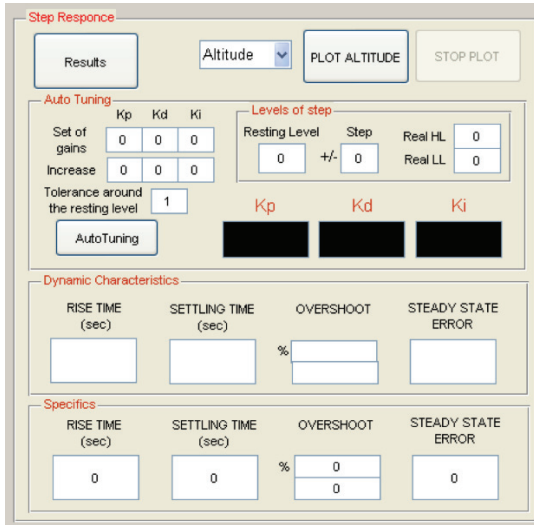 Step Responce
Results
Altitude
PLOT ALTITUDE
STOP PLOT
Auto Tuning
Kp Kd Ki
Set of gains 0 0 0
Increase 0 0 0
Tolerance around the resting level 1
AutoTuning
Levels of step
Resting Level Step
0 +/- 0
Real HL 0
Real LL 0
Kp Kd Ki
Dynamic Characteristics
RISE TIME (sec)
SETTLING TIME (sec)
OVERSHOOT
STEADY STATE ERROR
%
Specifics
RISE TIME (sec)
SETTLING TIME (sec)
OVERSHOOT
STEADY STATE ERROR
0 0 % 0 0
0